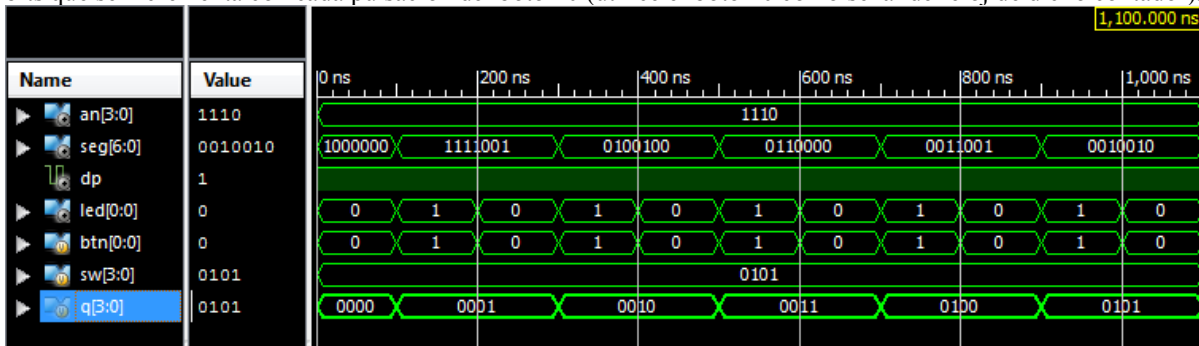 1,100.000 ns
Name Value 0 ns 200 ns 400 ns 600 ns 800 ns 1,000 ns
an[3:0] 1110 1110
seg[6:0] 0010010 1000000 1111001 0100100 0110000 0011001 0010010
dp 1
led[0:0] 0 0 1 0 1 0 1 0 1 0 1 0
btn[0:0] 0 0 1 0 1 0 1 0 1 0 1 0
sw[3:0] 0101 0101
q[3:0] 0101 0000 0001 0010 0011 0100 0101